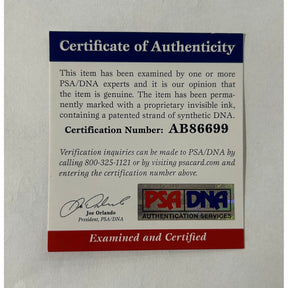 Certificate of Authenticity
This item has been examined by one or more
PSA/DNA experts and it is our opinion that
the item is genuine. The item has been perma-
nently marked with a proprietary invisible ink,
containing a patented strand of synthetic DNA.
Certification Number: AB86699
Verification inquiries can be made to PSA/DNA by
calling 800-325-1121 or by visiting psacard.com and
entering the certification number above.
Joe Orlando
President, PSA/DNA
PSA DNA
AUTHENTICATION SERVICES
Examined and Certified